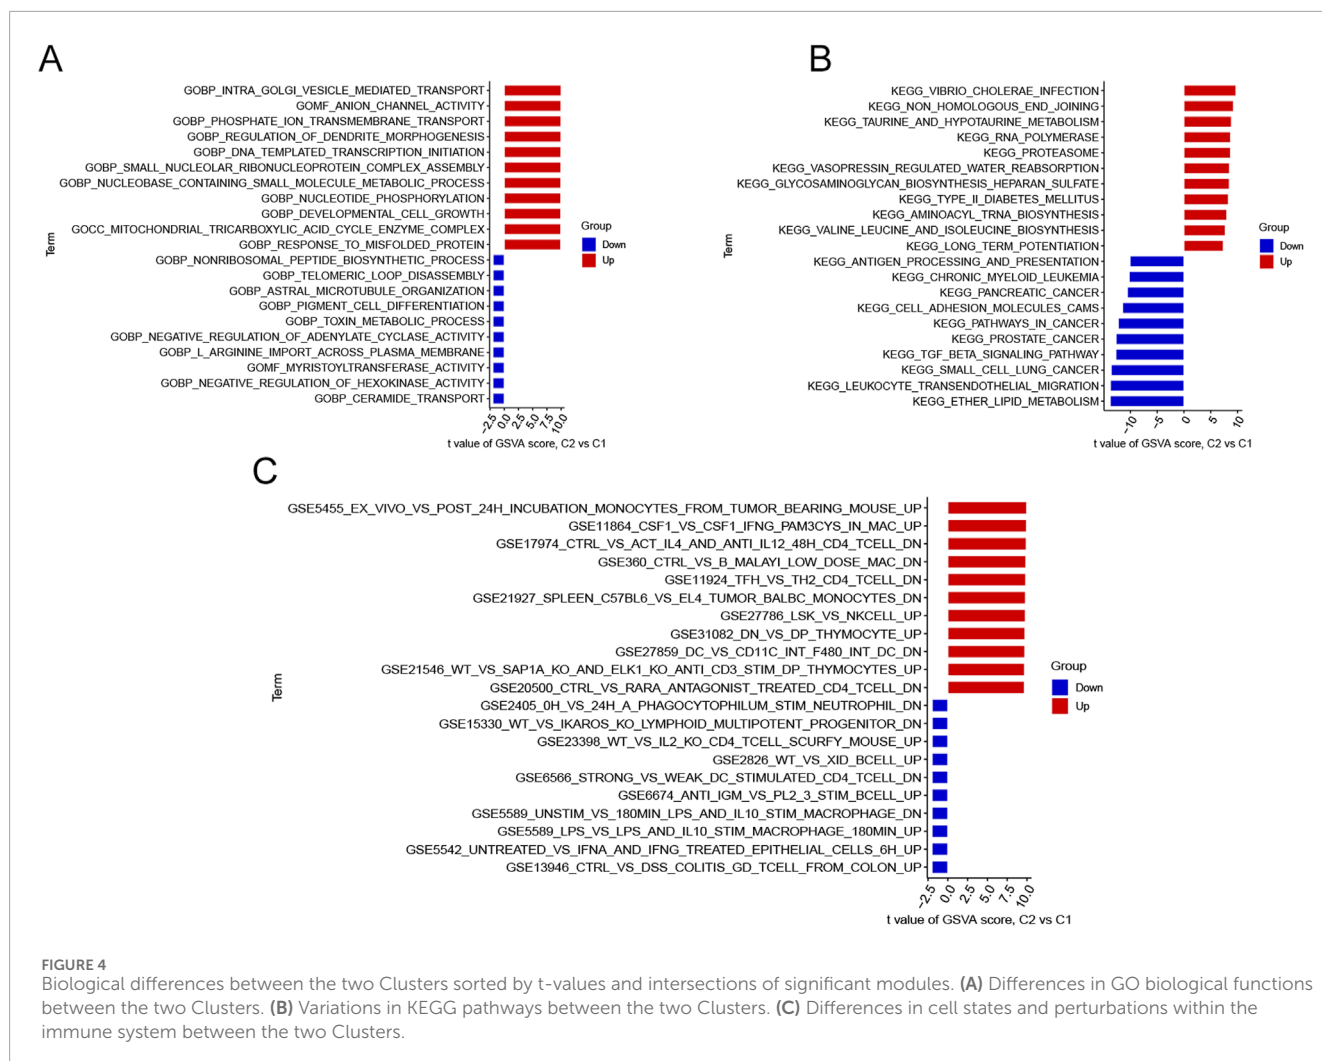 A
GOBP_INTRA_GOLGI_VESICLE_MEDIATED_TRANSPORT
GOMF_ANION_CHANNEL_ACTIVITY
GOBP_PHOSPHATE_ION_TRANSMEMBRANE_TRANSPORT
GOBP_REGULATION_OF_DENDRITE_MORPHOGENESIS
GOBP_DNA_TEMPLATED_TRANSCRIPTION_INITIATION
GOBP_SMALL_NUCLEOLAR_RIBONUCLEOPROTEIN_COMPLEX_ASSEMBLY
GOBP_NUCLEOBASE_CONTAINING_SMALL_MOLECULE_METABOLIC_PROCESS
GOBP_NUCLEOTIDE_PHOSPHORYLATION
GOBP_DEVELOPMENTAL_CELL_GROWTH
GOCC_MITOCHONDRIAL_TRICARBOXYLIC_ACID_CYCLE_ENZYME_COMPLEX
GOBP_RESPONSE_TO_MISFOLDED_PROTEIN
GOBP_NONRIBOSOMAL_PEPTIDE_BIOSYNTHETIC_PROCESS
GOBP_TELOMERIC_LOOP_DISASSEMBLY
GOBP_ASTRAL_MICROTUBULE_ORGANIZATION
GOBP_PIGMENT_CELL_DIFFERENTIATION
GOBP_TOXIN_METABOLIC_PROCESS
GOBP_NEGATIVE_REGULATION_OF_ADENYLATE_CYCLASE_ACTIVITY
GOBP_L_ARGININE_IMPORT_ACROSS_PLASMA_MEMBRANE
GOMF_MYRISTOYLTRANSFERASE_ACTIVITY
GOBP_NEGATIVE_REGULATION_OF_HEXOKINASE_ACTIVITY
GOBP_CERAMIDE_TRANSPORT
Term
-2.5 0.0 2.5 5.0 7.5 10.0
t value of GSVA score, C2 vs C1
Group
Down
Up
B
KEGG_VIBRIO_CHOLERAE_INFECTION
KEGG_NON_HOMOLOGOUS_END_JOINING
KEGG_TAURINE_AND_HYPOTAURINE_METABOLISM
KEGG_RNA_POLYMERASE
KEGG_PROTEASOME
KEGG_VASOPRESSIN_REGULATED_WATER_REABSORPTION
KEGG_GLYCOSAMINOGLYCAN_BIOSYNTHESIS_HEPARAN_SULFATE
KEGG_TYPE_II_DIABETES_MELLITUS
KEGG_AMINOACYL_TRNA_BIOSYNTHESIS
KEGG_VALINE_LEUCINE_AND_ISOLEUCINE_BIOSYNTHESIS
KEGG_LONG_TERM_POTENTIATION
KEGG_ANTIGEN_PROCESSING_AND_PRESENTATION
KEGG_CHRONIC_MYELOID_LEUKEMIA
KEGG_PANCREATIC_CANCER
KEGG_CELL_ADHESION_MOLECULES_CAMS
KEGG_PATHWAYS_IN_CANCER
KEGG_PROSTATE_CANCER
KEGG_TGF_BETA_SIGNALING_PATHWAY
KEGG_SMALL_CELL_LUNG_CANCER
KEGG_LEUKOCYTE_TRANSENDOTHELIAL_MIGRATION
KEGG_ETHER_LIPID_METABOLISM
Term
-10 -5 0 5 10
t value of GSVA score, C2 vs C1
Group
Down
Up
C
GSE5455_EX_VIVO_VS_POST_24H_INCUBATION_MONOCYTES_FROM_TUMOR_BEARING_MOUSE_UP
GSE11864_CSF1_VS_CSF1_IFNG_PAM3CYS_IN_MAC_UP
GSE17974_CTRL_VS_ACT_IL4_AND_ANTI_IL12_48H_CD4_TCELL_DN
GSE360_CTRL_VS_B_MALAYI_LOW_DOSE_MAC_DN
GSE11924_TFH_VS_TH2_CD4_TCELL_DN
GSE21927_SPLEEN_C57BL6_VS_EL4_TUMOR_BALBC_MONOCYTES_DN
GSE27786_LSK_VS_NKCELL_UP
GSE31082_DN_VS_DP_THYMOCYTE_UP
GSE27859_DC_VS_CD11C_INT_F480_INT_DC_DN
GSE21546_WT_VS_SAP1A_KO_AND_ELK1_KO_ANTI_CD3_STIM_DP_THYMOCYTES_UP
GSE20500_CTRL_VS_RARA_ANTAGONIST_TREATED_CD4_TCELL_DN
GSE2405_0H_VS_24H_A_PHAGOCYTOPHILUM_STIM_NEUTROPHIL_DN
GSE15330_WT_VS_IKAROS_KO_LYMPHOID_MULTIPOTENT_PROGENITOR_DN
GSE23398_WT_VS_IL2_KO_CD4_TCELL_SCURFY_MOUSE_UP
GSE2826_WT_VS_XID_BCELL_UP
GSE6566_STRONG_VS_WEAK_DC_STIMULATED_CD4_TCELL_DN
GSE6674_ANTI_IGM_VS_PL2_3_STIM_BCELL_UP
GSE5589_UNSTIM_VS_180MIN_LPS_AND_IL10_STIM_MACROPHAGE_DN
GSE5589_LPS_VS_LPS_AND_IL10_STIM_MACROPHAGE_180MIN_UP
GSE5542_UNTREATED_VS_IFNA_AND_IFNG_TREATED_EPITHELIAL_CELLS_6H_UP
GSE13946_CTRL_VS_DSS_COLITIS_GD_TCELL_FROM_COLON_UP
Term
-2.5 0.0 2.5 5.0 7.5 10.0
t value of GSVA score, C2 vs C1
Group
Down
Up
FIGURE 4
Biological differences between the two Clusters sorted by t-values and intersections of significant modules. (A) Differences in GO biological functions
between the two Clusters. (B) Variations in KEGG pathways between the two Clusters. (C) Differences in cell states and perturbations within the
immune system between the two Clusters.